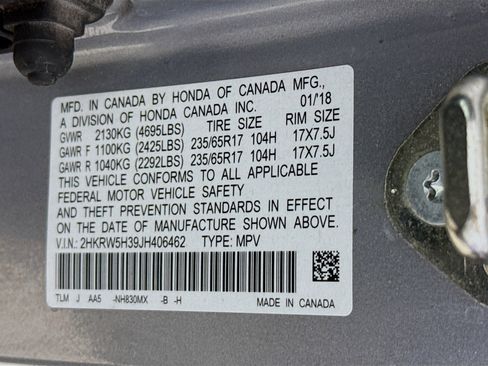 MFD. IN CANADA BY HONDA OF CANADA MFG.,
A DIVISION OF HONDA CANADA INC. 01/18
GVWR 2130KG (4695LBS) TIRE SIZE RIM SIZE
GAWR F 1100KG (2425LBS) 235/65R17 104H 17X7.5J
GAWR R 1040KG (2292LBS) 235/65R17 104H 17X7.5J
THIS VEHICLE CONFORMS TO ALL APPLICABLE
FEDERAL MOTOR VEHICLE SAFETY
AND THEFT PREVENTION STANDARDS IN EFFECT
ON THE DATE OF MANUFACTURE SHOWN ABOVE.
V.I.N.: 2HKRW5H39JH406462 TYPE: MPV
TLM J AA5 -NH830MX -B -H MADE IN CANADA